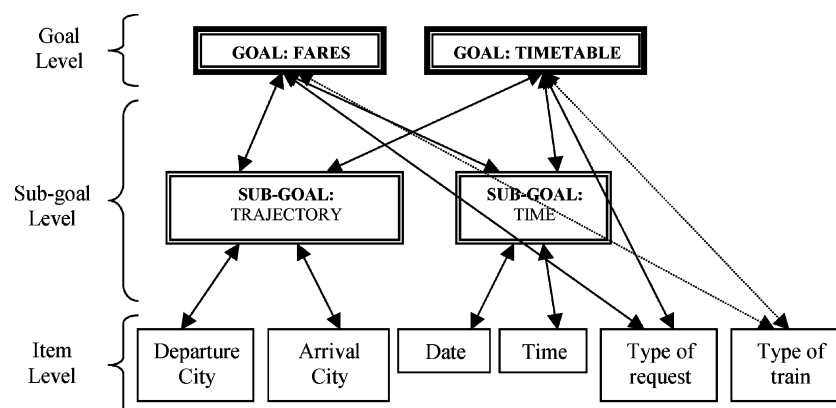 Goal
Level
GOAL: FARES
GOAL: TIMETABLE
Sub-goal
Level
SUB-GOAL:
TRAJECTORY
SUB-GOAL:
TIME
Item
Level
Departure
City
Arrival
City
Date
Time
Type of
request
Type of
train